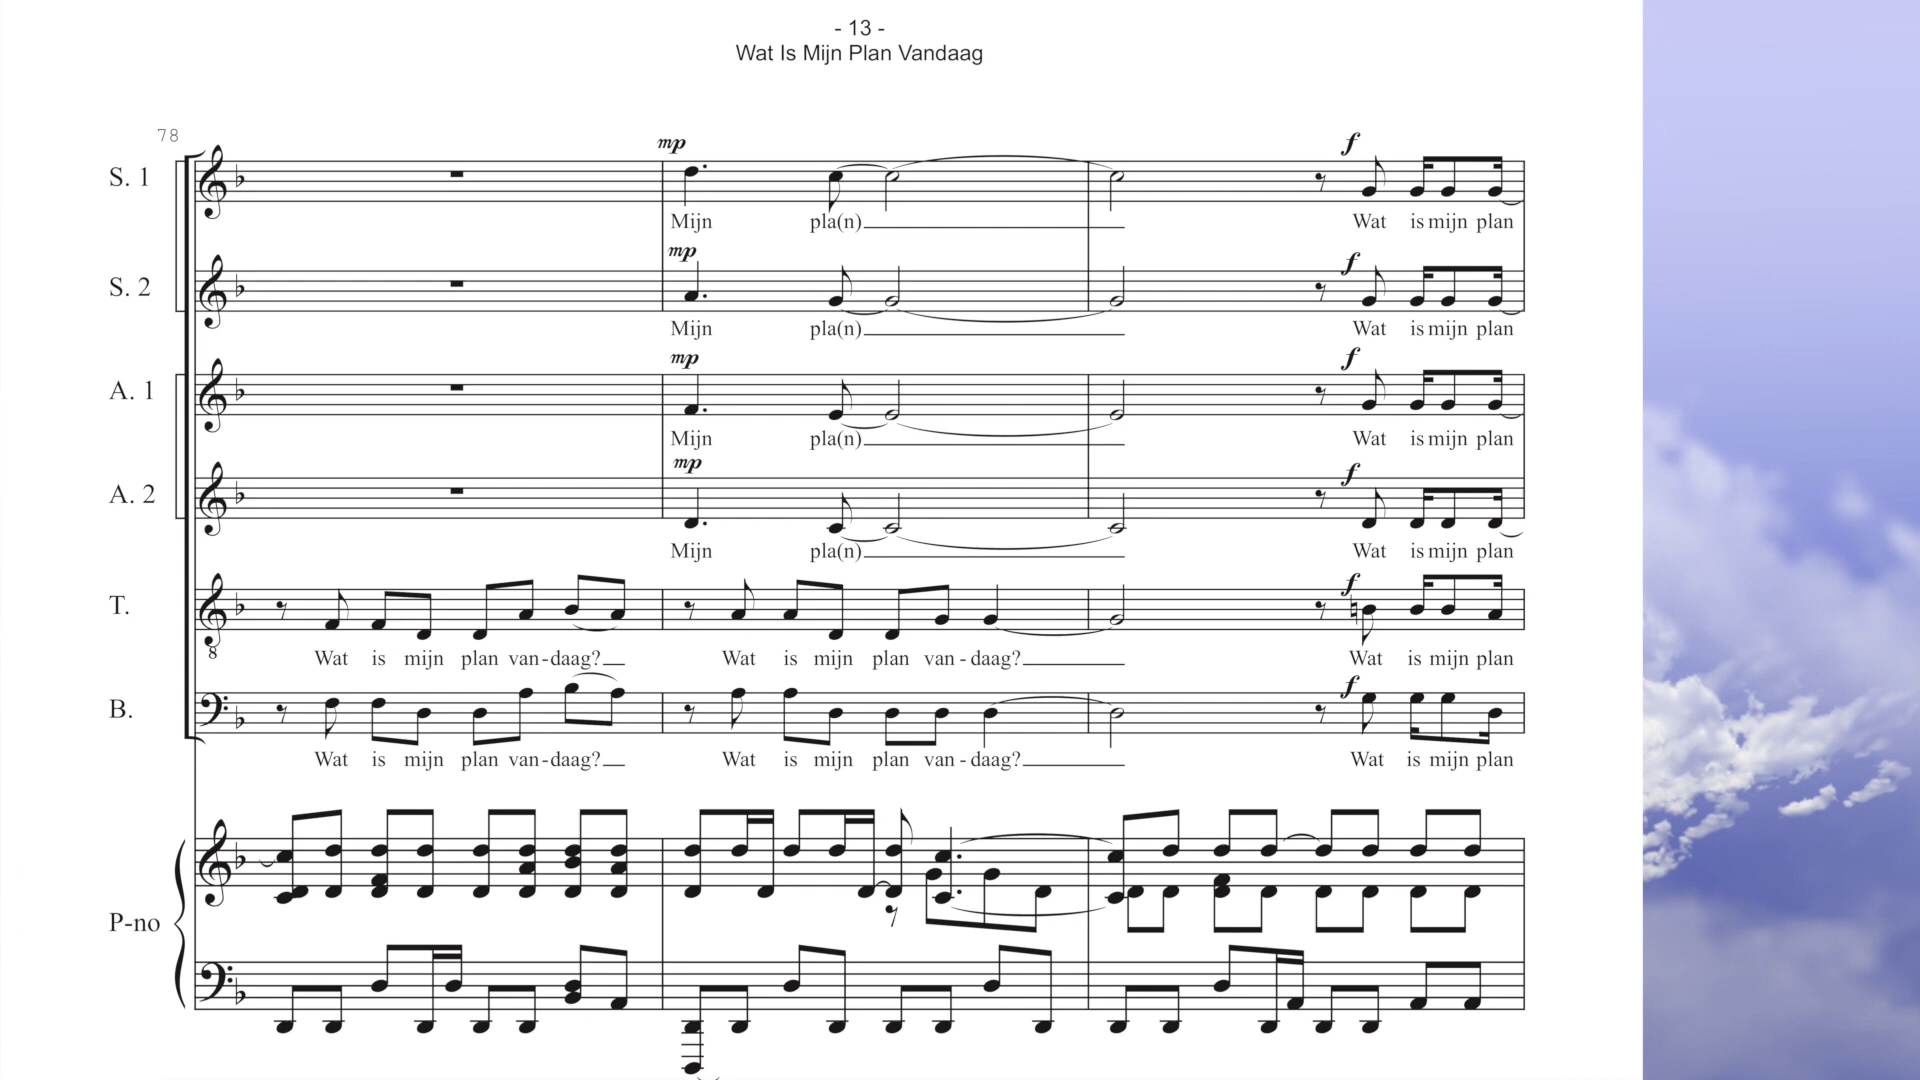 - 13 -
Wat Is Mijn Plan Vandaag
78
mp
f
S. 1
Mijn pla(n) Wat is mijn plan
mp
f
S. 2
Mijn pla(n) Wat is mijn plan
mp
f
A. 1
Mijn pla(n) Wat is mijn plan
mp
f
A. 2
Mijn pla(n) Wat is mijn plan
f
T.
8
Wat is mijn plan van-daag? Wat is mijn plan van-daag? Wat is mijn plan
f
B.
Wat is mijn plan van-daag? Wat is mijn plan van-daag? Wat is mijn plan
P-no